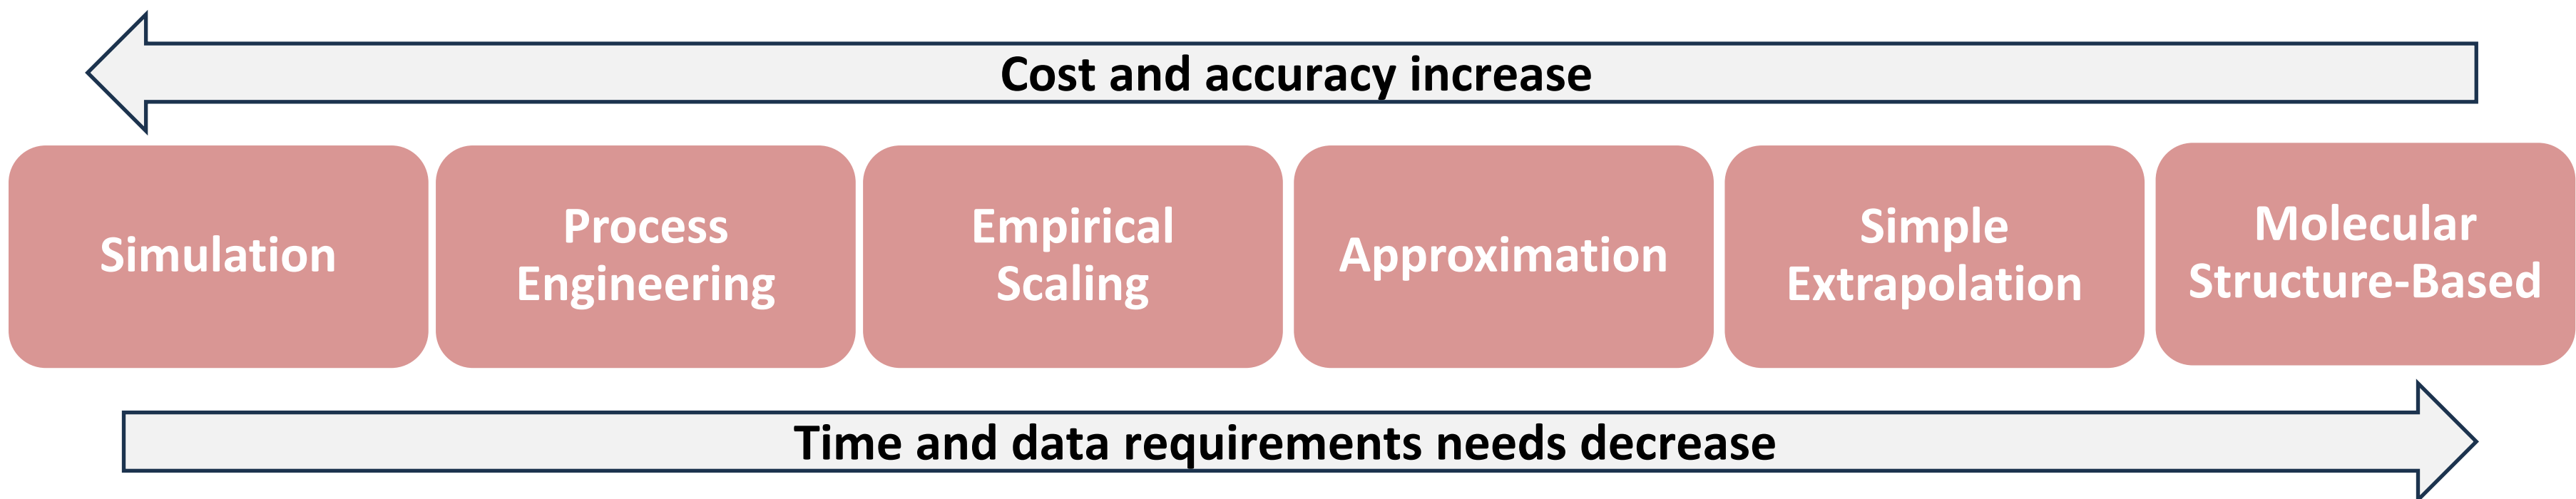 Cost and accuracy increase
Simulation
Process
Engineering
Empirical
Scaling
Approximation
Simple
Extrapolation
Molecular
Structure-Based
Time and data requirements needs decrease